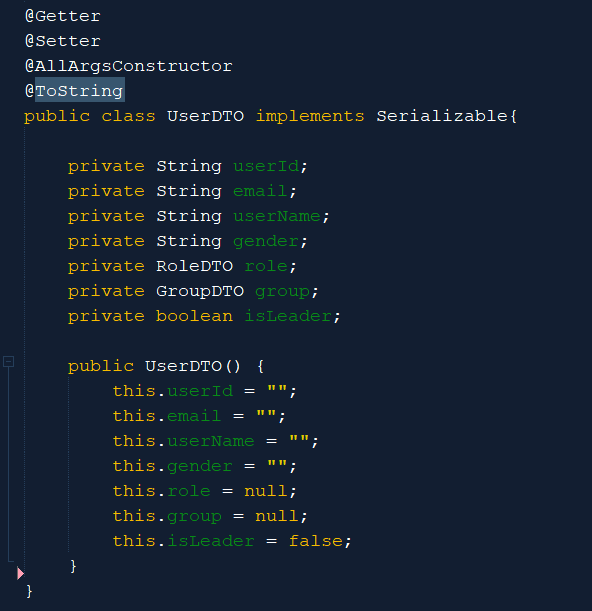 @Getter
@Setter
@AllArgsConstructor
@ToString
public class UserDTO implements Serializable{
private String userId;
private String email;
private String userName;
private String gender;
private RoleDTO role;
private GroupDTO group;
private boolean isLeader;
public UserDTO() {
this.userId = "";
this.email = "";
this.userName = "";
this.gender = "";
this.role = null;
this.group = null;
this.isLeader = false;
}
}